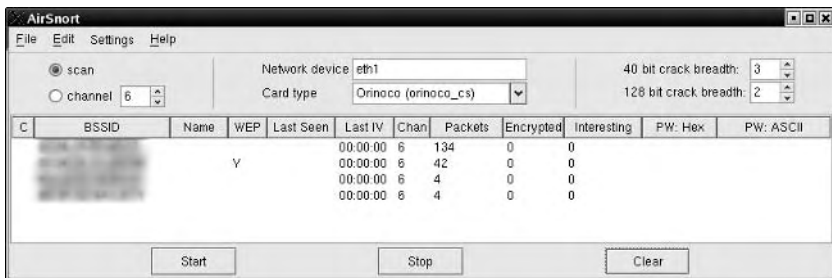 AirSnort
File Edit Settings Help
scan Network device eth1 40 bit crack breadth: 3
channel 6 Card type Orinoco (orinoco_cs) 128 bit crack breadth: 2
C BSSID Name WEP Last Seen Last IV Chan Packets Encrypted Interesting PW: Hex PW: ASCII
00:00:00 6 134 0 0
Y 00:00:00 6 42 0 0
00:00:00 6 4 0 0
00:00:00 6 4 0 0
Start Stop Clear